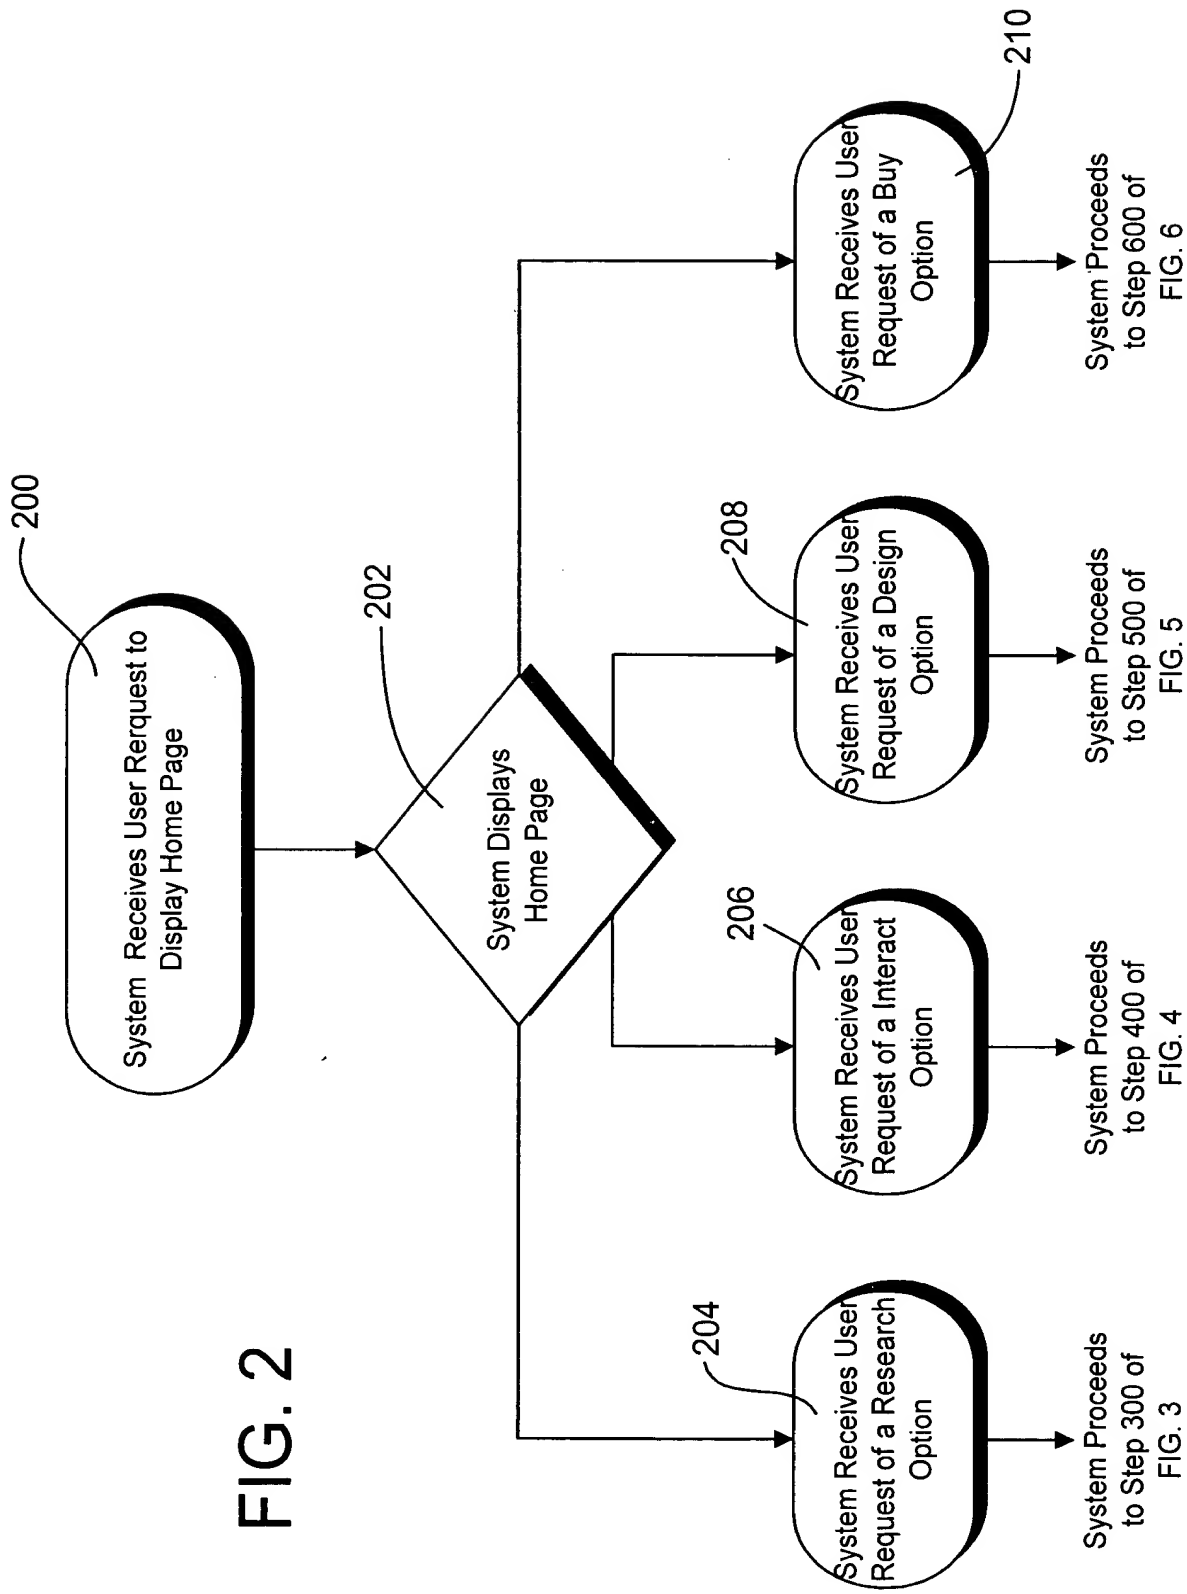 FIG. 2
200
System Receives User Rerquest to
Display Home Page
202
System Displays
Home Page
204
System Receives User
Request of a Research
Option
System Proceeds
to Step 300 of
FIG. 3
206
System Receives User
Request of a Interact
Option
System Proceeds
to Step 400 of
FIG. 4
208
System Receives User
Request of a Design
Option
System Proceeds
to Step 500 of
FIG. 5
210
System Receives User
Request of a Buy
Option
System Proceeds
to Step 600 of
FIG. 6